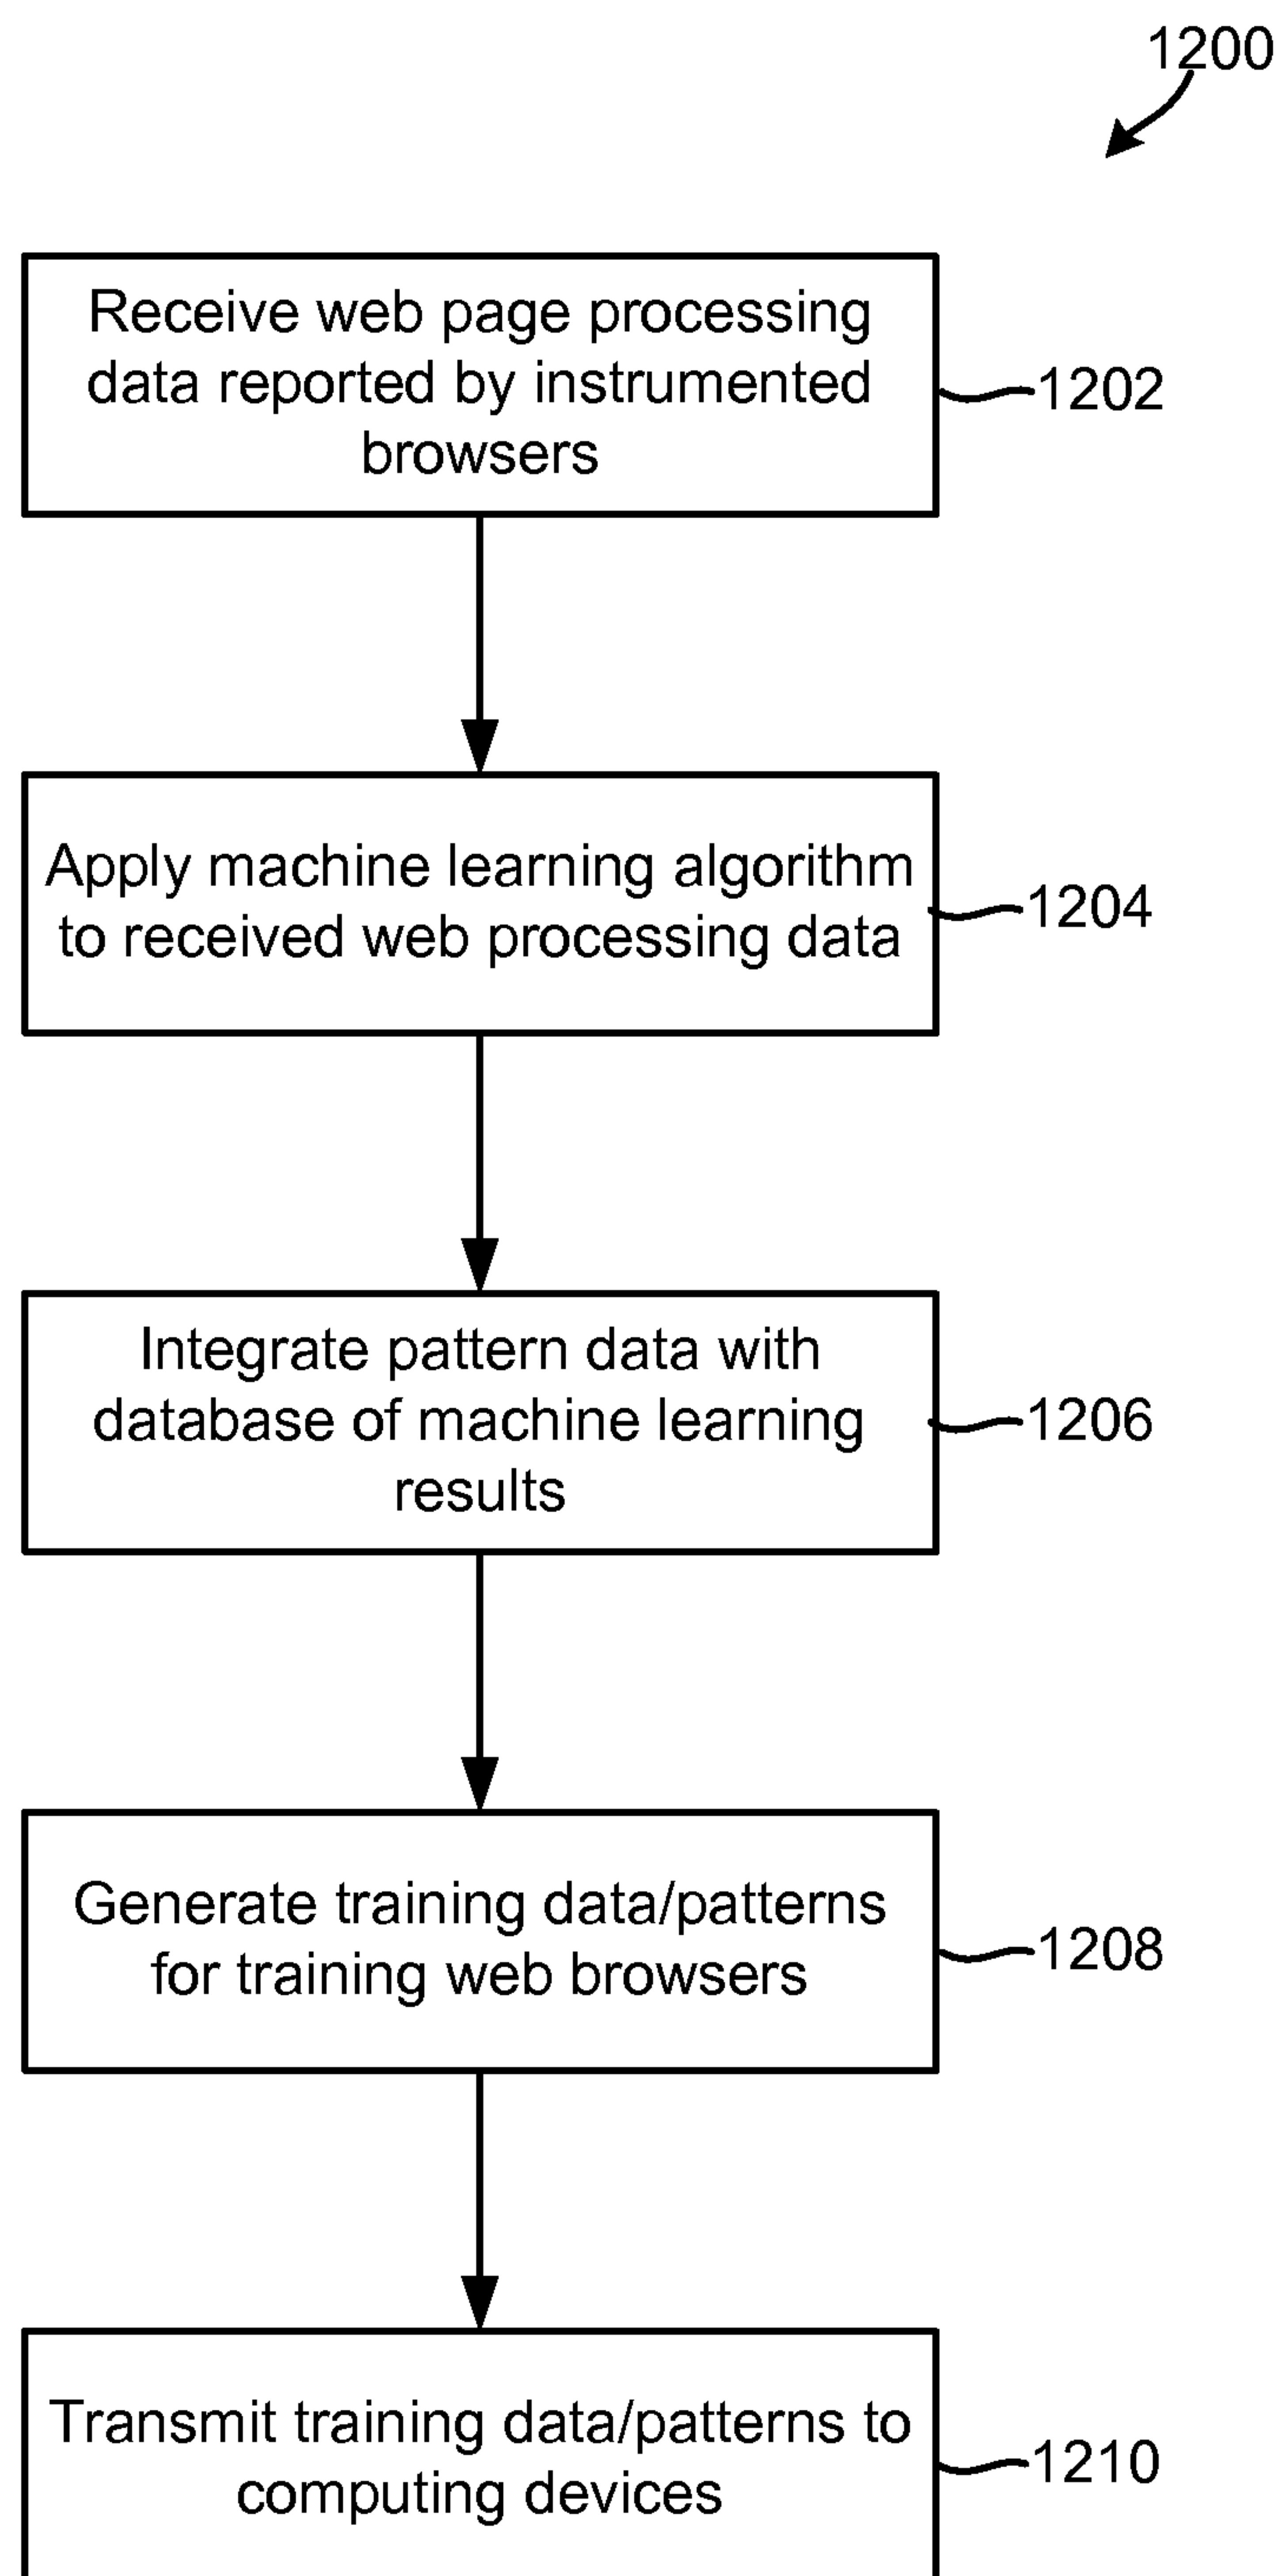 1200
Receive web page processing
data reported by instrumented
browsers
1202
Apply machine learning algorithm
to received web processing data
1204
Integrate pattern data with
database of machine learning
results
1206
Generate training data/patterns
for training web browsers
1208
Transmit training data/patterns to
computing devices
1210